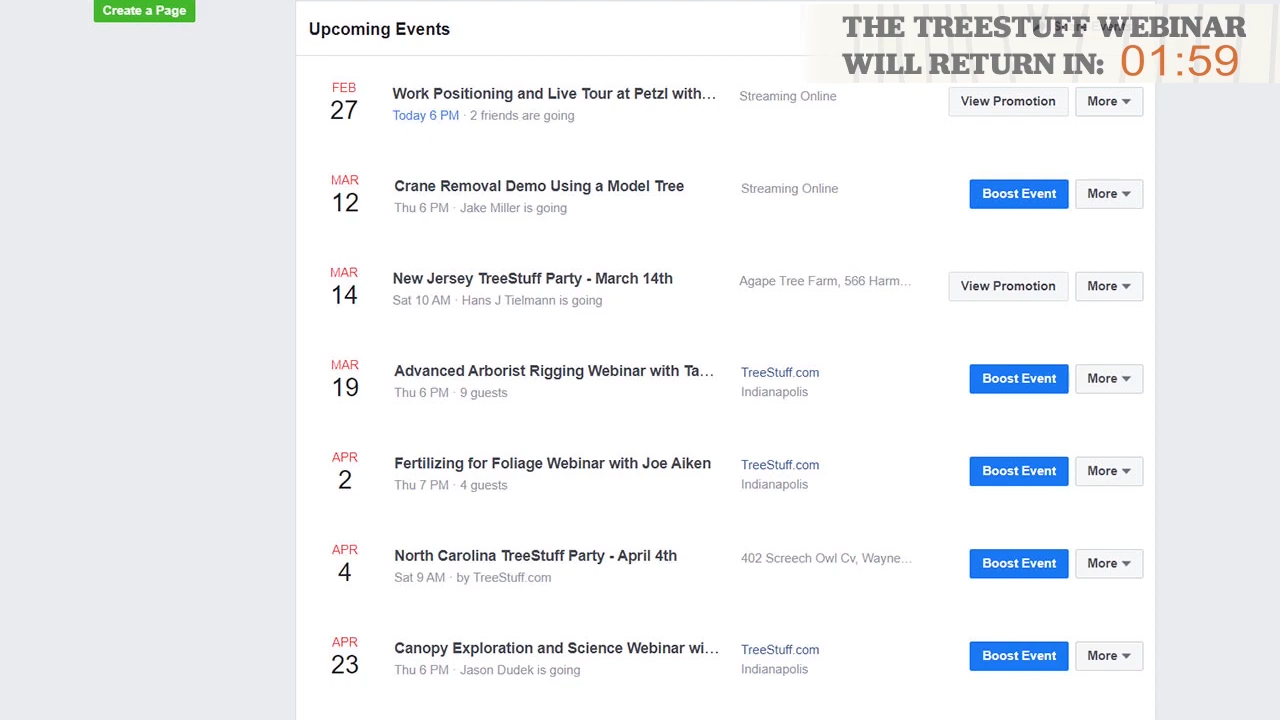 Create a Page
Upcoming Events
THE TREESTUFF WEBINAR
WILL RETURN IN: 01:59
FEB
27
Work Positioning and Live Tour at Petzl with…
Today 6 PM · 2 friends are going
Streaming Online
View Promotion
More
MAR
12
Crane Removal Demo Using a Model Tree
Thu 6 PM · Jake Miller is going
Streaming Online
Boost Event
More
MAR
14
New Jersey TreeStuff Party - March 14th
Sat 10 AM · Hans J Tielmann is going
Agape Tree Farm, 566 Harm…
View Promotion
More
MAR
19
Advanced Arborist Rigging Webinar with Ta…
Thu 6 PM · 9 guests
TreeStuff.com
Indianapolis
Boost Event
More
APR
2
Fertilizing for Foliage Webinar with Joe Aiken
Thu 7 PM · 4 guests
TreeStuff.com
Indianapolis
Boost Event
More
APR
4
North Carolina TreeStuff Party - April 4th
Sat 9 AM · by TreeStuff.com
402 Screech Owl Cv, Wayne…
Boost Event
More
APR
23
Canopy Exploration and Science Webinar wi…
Thu 6 PM · Jason Dudek is going
TreeStuff.com
Indianapolis
Boost Event
More